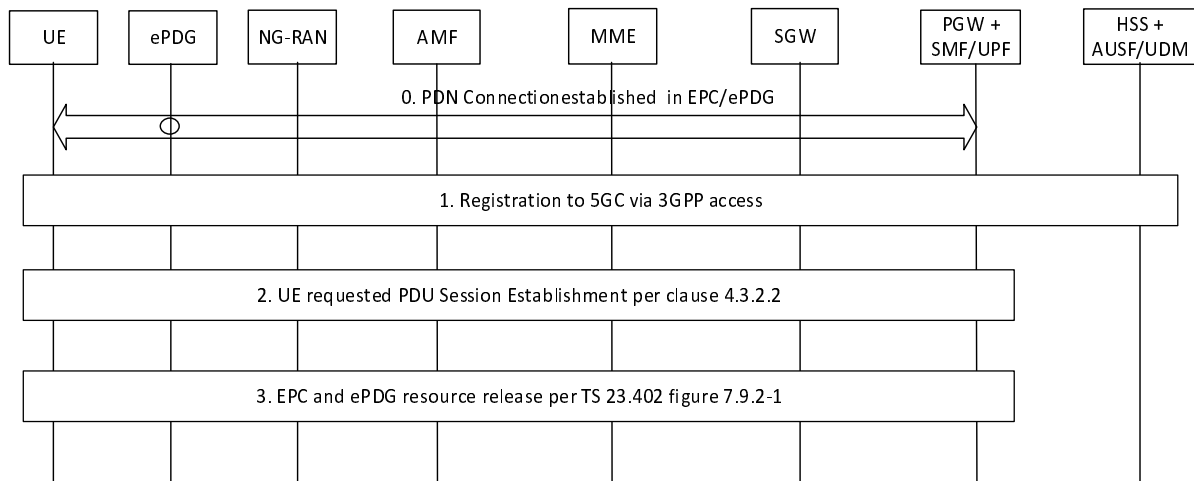 UE
ePDG
NG-RAN
AMF
MME
SGW
PGW +
SMF/UPF
HSS +
AUSF/UDM
0. PDN Connectionestablished in EPC/ePDG
1. Registration to 5GC via 3GPP access
2. UE requested PDU Session Establishment per clause 4.3.2.2
3. EPC and ePDG resource release per TS 23.402 figure 7.9.2-1